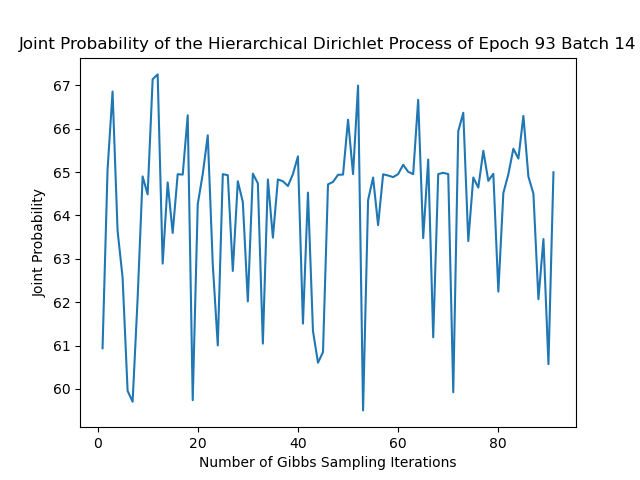 Joint Probability of the Hierarchical Dirichlet Process of Epoch 93 Batch 14
67
66
65
64
63
62
61
60
Joint Probability
0 20 40 60 80
Number of Gibbs Sampling Iterations